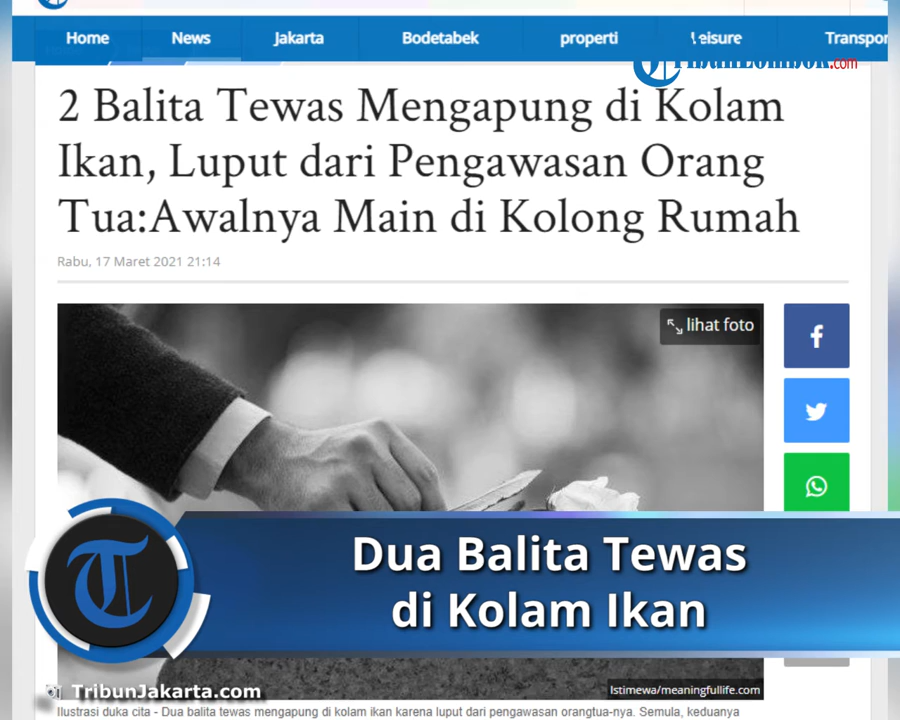 Home News Jakarta Bodetabek properti Leisure Transpor
TribunLombok.com
2 Balita Tewas Mengapung di Kolam
Ikan, Luput dari Pengawasan Orang
Tua:Awalnya Main di Kolong Rumah
Rabu, 17 Maret 2021 21:14
lihat foto
Dua Balita Tewas
di Kolam Ikan
TribunJakarta.com
Istimewa/meaningfullife.com
Ilustrasi duka cita - Dua balita tewas mengapung di kolam ikan karena luput dari pengawasan orangtua-nya. Semula, keduanya